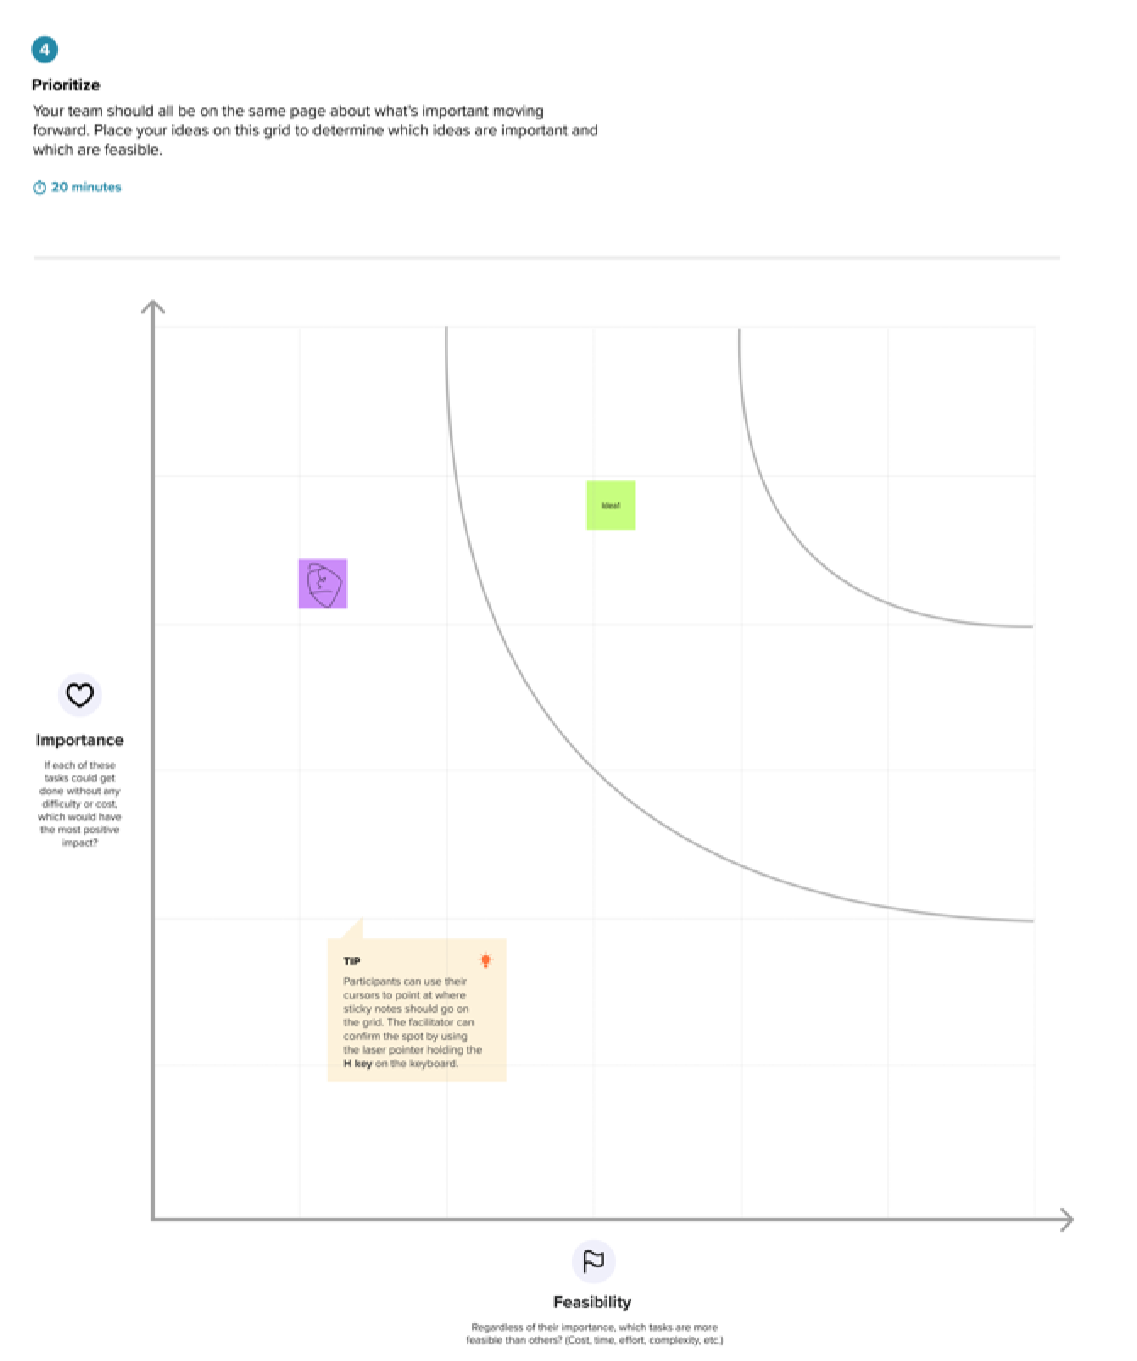 4
Prioritize
Your team should all be on the same page about what's important moving
forward. Place your ideas on this grid to determine which ideas are important and
which are feasible.
20 minutes
Importance
If each of these
tasks could get
done without any
difficulty or cost,
which would have
the most positive
impact?
TIP
Participants can use their
cursors to point at where
sticky notes should go on
the grid. The facilitator can
confirm the spot by using
the laser pointer holding the
H key on the keyboard.
Feasibility
Regardless of their importance, which tasks are more
feasible than others? (Cost, time, effort, complexity, etc.)